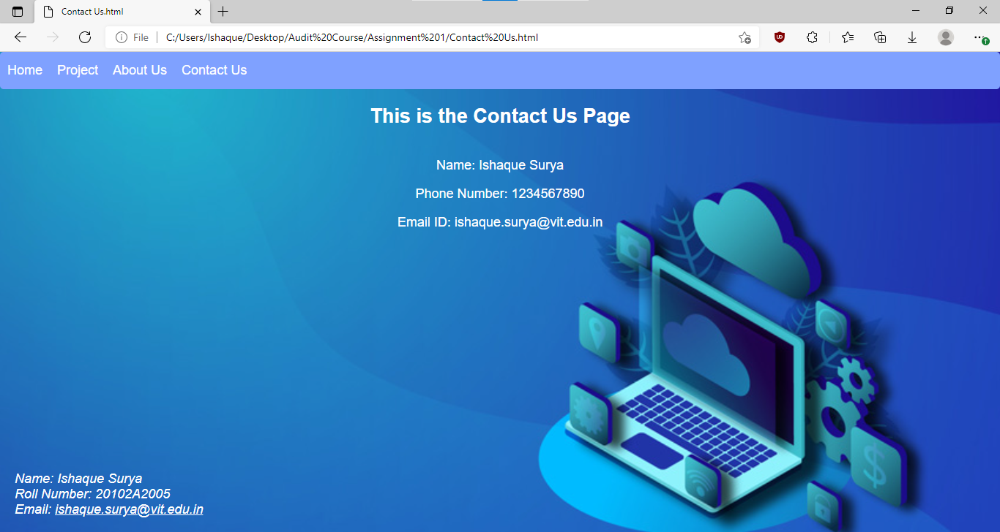 Contact Us.html
File
C:/Users/Ishaque/Desktop/Audit%20Course/Assignment%201/Contact%20Us.html
Home Project About Us Contact Us
This is the Contact Us Page
Name: Ishaque Surya
Phone Number: 1234567890
Email ID: ishaque.surya@vit.edu.in
$
Name: Ishaque Surya
Roll Number: 20102A2005
Email: ishaque.surya@vit.edu.in